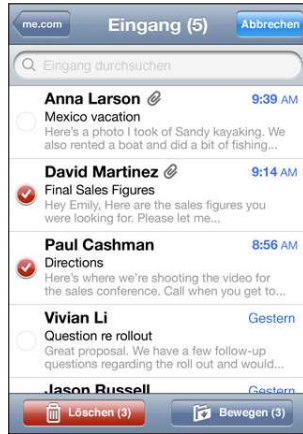 me.com
Eingang (5)
Abbrechen
Eingang durchsuchen
Anna Larson
9:39 AM
Mexico vacation
Here's a photo I took of Sandy kayaking. We
also rented a boat and did a bit of fishing...
David Martinez
9:14 AM
Final Sales Figures
Hey Emily, Here are the sales figures you
were looking for. Please let me...
Paul Cashman
8:56 AM
Directions
Here's where we're shooting the video for
the sales conference. Call when you get to...
Vivian Li
Gestern
Question re rollout
Great proposal. We have a few follow-up
questions regarding the roll out and would...
Jason Russell
Gestern
Löschen (3)
Bewegen (3)